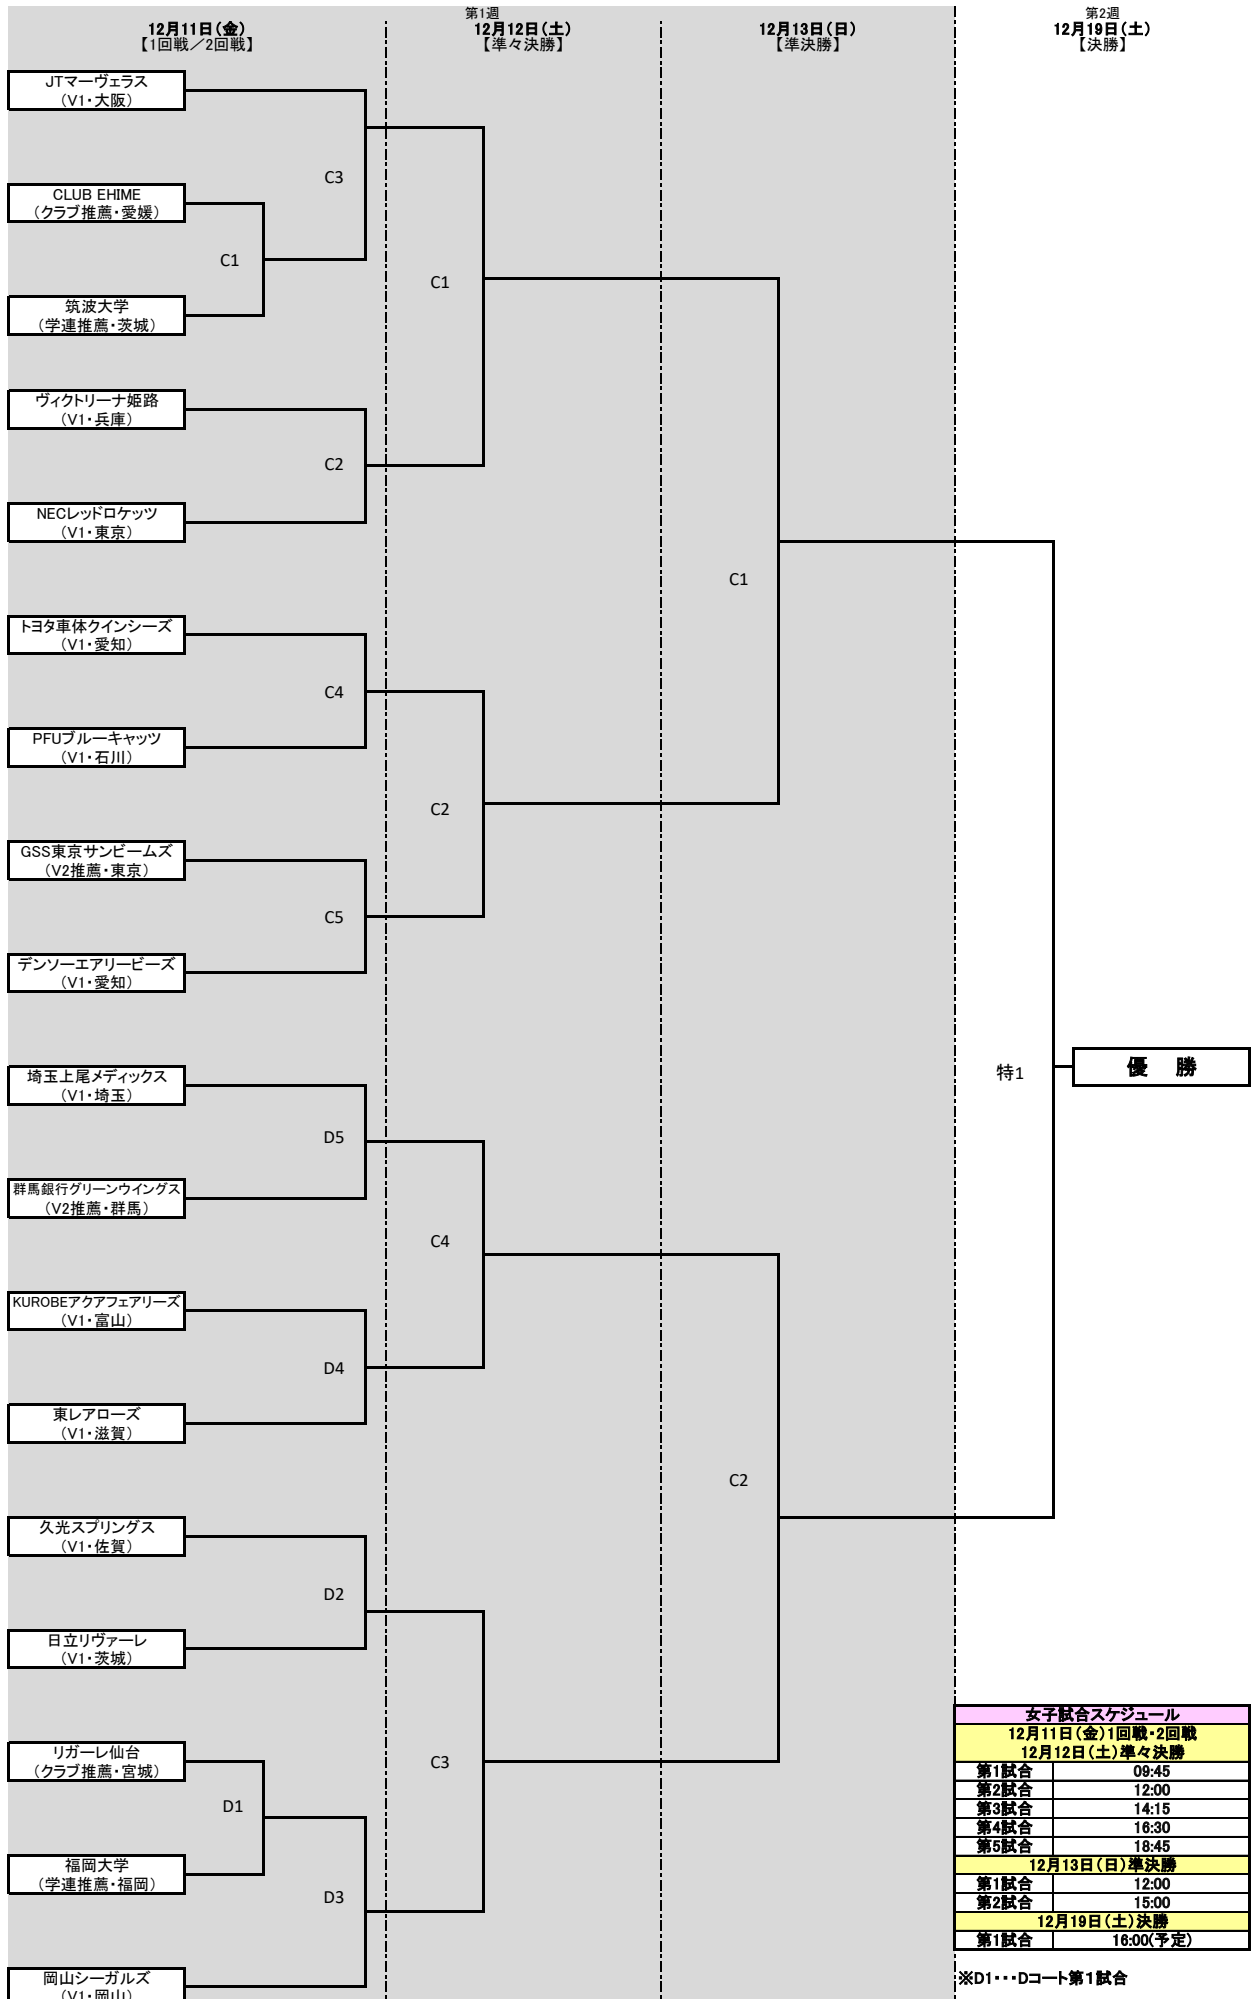 第1週
第2週
12月11日(金)
12月12日(土)
12月13日(日)
12月19日(土)
【1回戦／2回戦】
【準々決勝】
【準決勝】
【決勝】
JTマーヴェラス
(V1・大阪)
C3
CLUB EHIME
(クラブ推薦・愛媛)
C1
C1
筑波大学
(学連推薦・茨城)
ヴィクトリーナ姫路
(V1・兵庫)
C2
NECレッドロケッツ
(V1・東京)
C1
トヨタ車体クインシーズ
(V1・愛知)
C4
PFUブルーキャッツ
(V1・石川)
C2
GSS東京サンビームズ
(V2推薦・東京)
C5
デンソーエアリービーズ
(V1・愛知)
特1
優　勝
埼玉上尾メディックス
(V1・埼玉)
D5
群馬銀行グリーンウイングス
(V2推薦・群馬)
C4
KUROBEアクアフェアリーズ
(V1・富山)
D4
東レアローズ
(V1・滋賀)
C2
久光スプリングス
(V1・佐賀)
D2
日立リヴァーレ
(V1・茨城)
リガーレ仙台
(クラブ推薦・宮城)
C3
D1
福岡大学
(学連推薦・福岡)
D3
岡山シーガルズ
(V1・岡山)
女子試合スケジュール
12月11日(金)1回戦・2回戦
12月12日(土)準々決勝
第1試合 09:45
第2試合 12:00
第3試合 14:15
第4試合 16:30
第5試合 18:45
12月13日(日)準決勝
第1試合 12:00
第2試合 15:00
12月19日(土)決勝
第1試合 16:00(予定)
※D1・・・Dコート第1試合